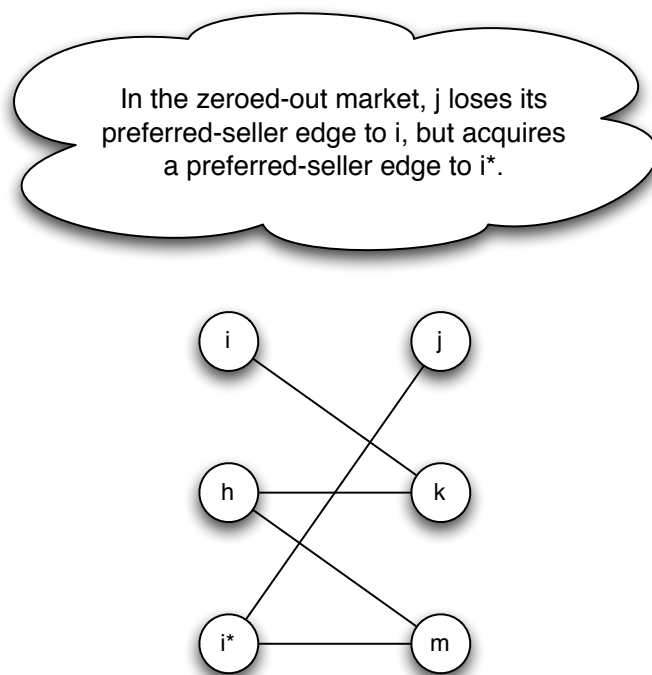 In the zeroed-out market, j loses its
preferred-seller edge to i, but acquires
a preferred-seller edge to i*.
i j
h k
i* m